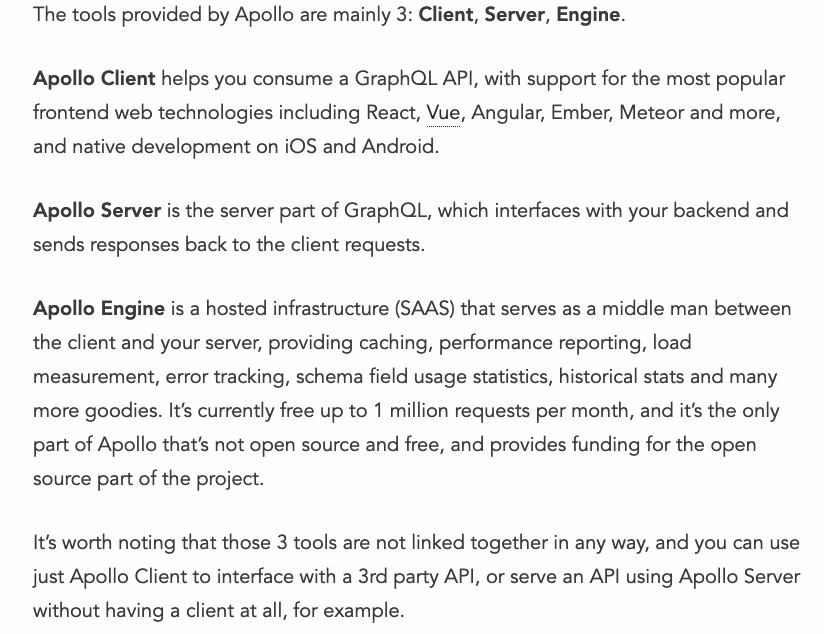 The tools provided by Apollo are mainly 3: Client, Server, Engine.
Apollo Client helps you consume a GraphQL API, with support for the most popular
frontend web technologies including React, Vue, Angular, Ember, Meteor and more,
and native development on iOS and Android.
Apollo Server is the server part of GraphQL, which interfaces with your backend and
sends responses back to the client requests.
Apollo Engine is a hosted infrastructure (SAAS) that serves as a middle man between
the client and your server, providing caching, performance reporting, load
measurement, error tracking, schema field usage statistics, historical stats and many
more goodies. It’s currently free up to 1 million requests per month, and it’s the only
part of Apollo that’s not open source and free, and provides funding for the open
source part of the project.
It’s worth noting that those 3 tools are not linked together in any way, and you can use
just Apollo Client to interface with a 3rd party API, or serve an API using Apollo Server
without having a client at all, for example.